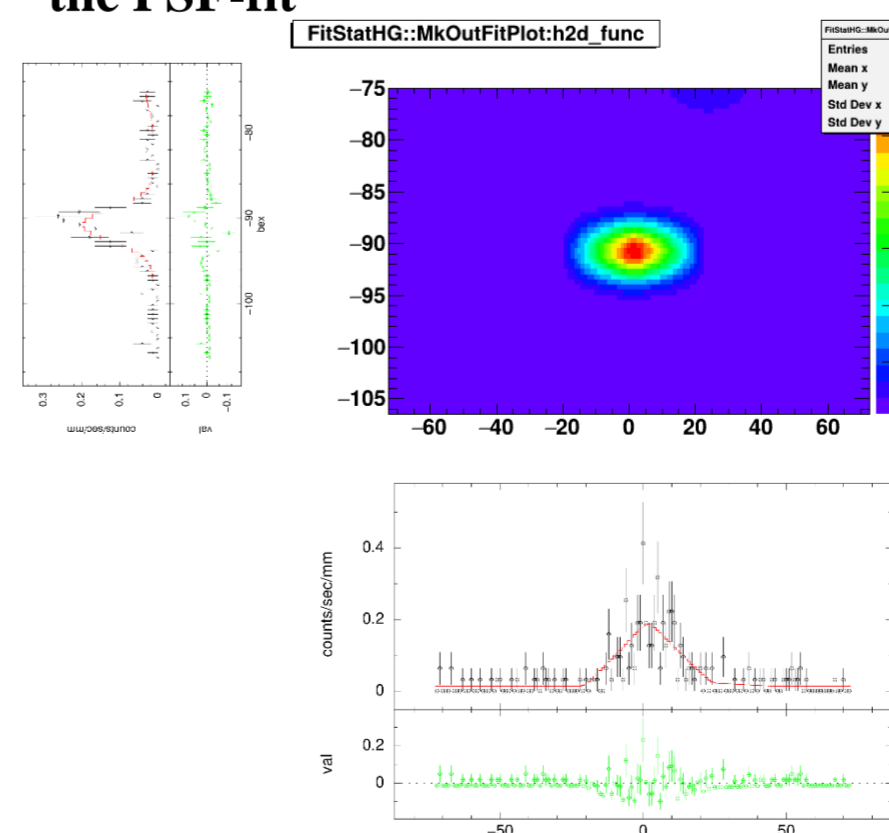 the PSF-fit
FitStatHG::MkOutFitPlot:h2d_func
FitStatHG::MkOu
Entries
Mean x
Mean y
Std Dev x
Std Dev y
−75
−80
−85
−90
−95
−100
−105
−60 −40 −20 0 20 40 60
−80
−90
−100
bex
0.3 0.2 0.1 0
0.1 0 −0.1
counts/sec/mm
val
0.4
0.2
0
counts/sec/mm
0.2
0
val
−50 0 50